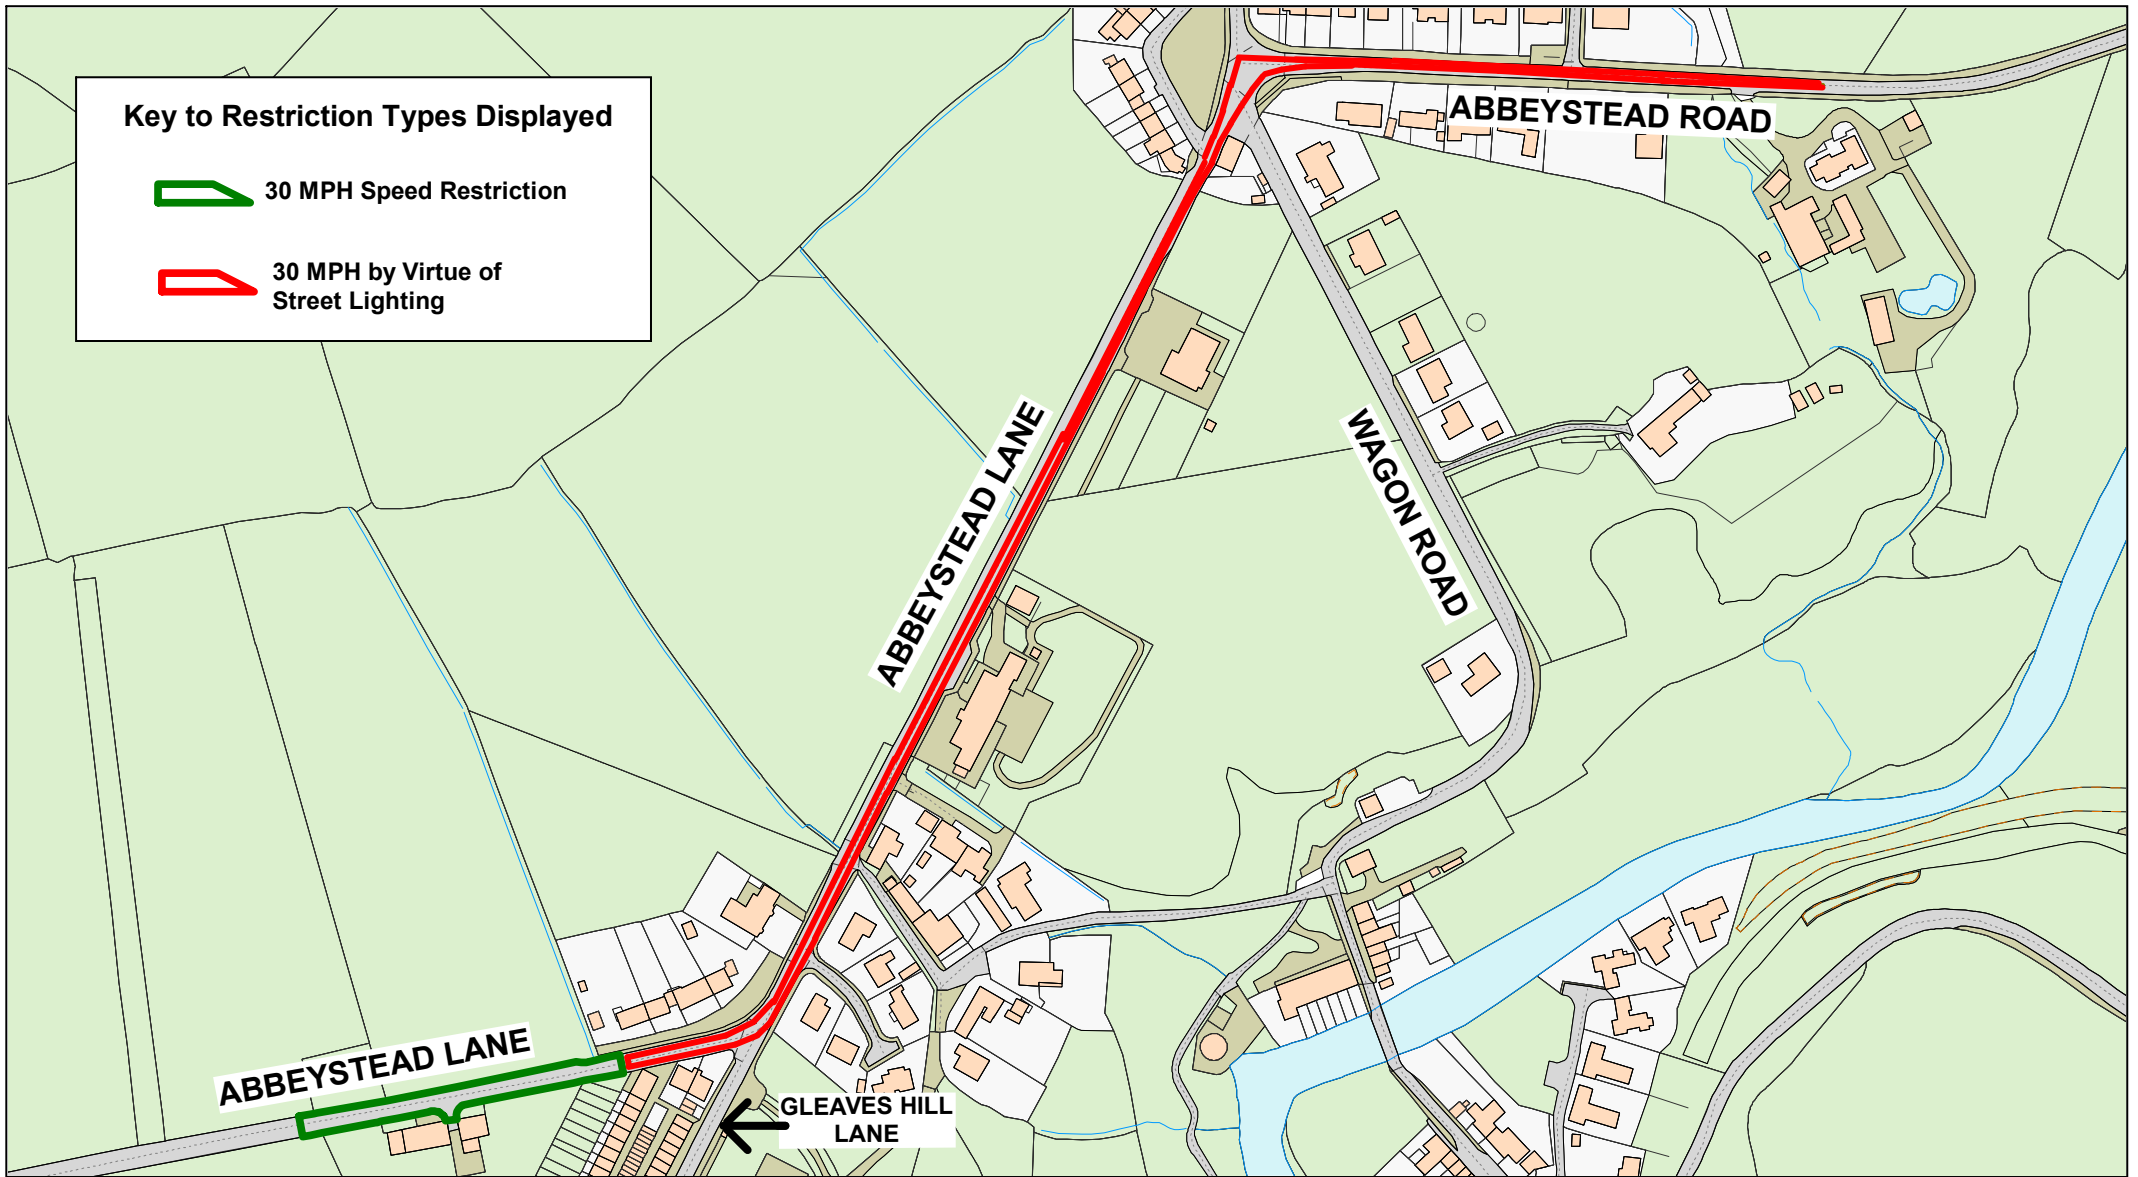 Key to Restriction Types Displayed
30 MPH Speed Restriction
30 MPH by Virtue of
Street Lighting
ABBEYSTEAD ROAD
ABBEYSTEAD LANE
WAGON ROAD
ABBEYSTEAD LANE
GLEAVES HILL
LANE